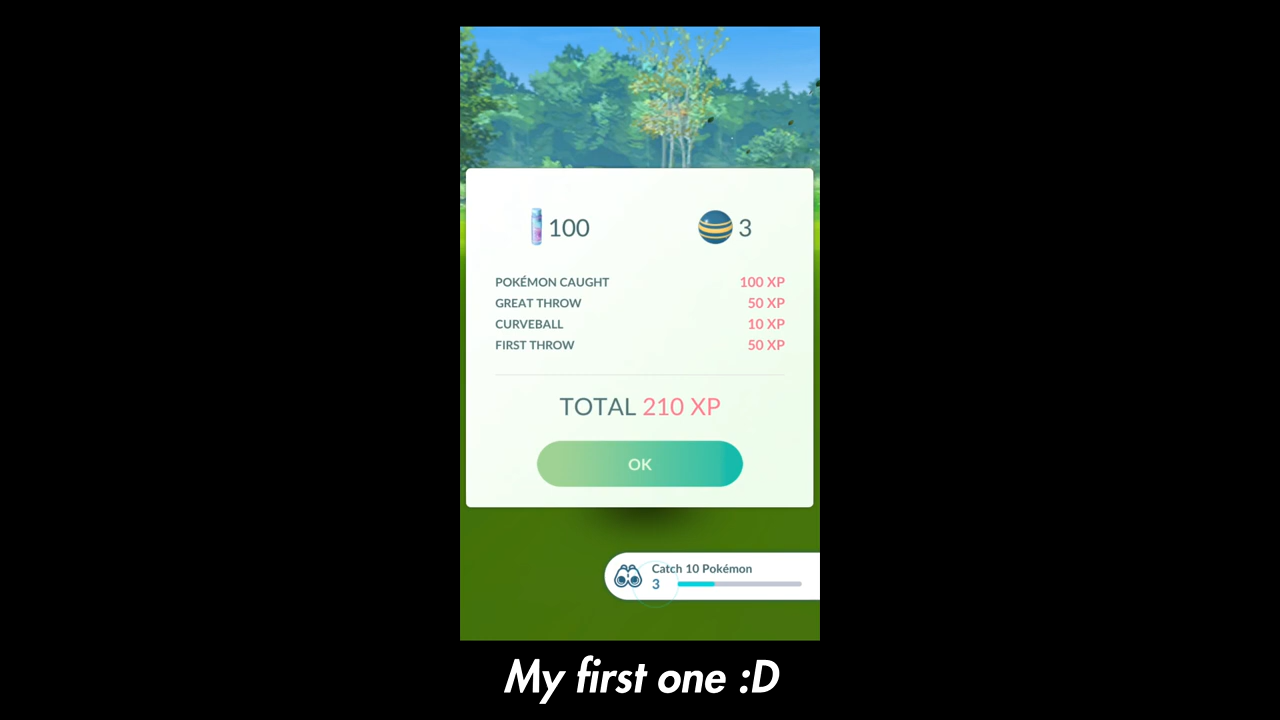 100 3
POKÉMON CAUGHT 100 XP
GREAT THROW 50 XP
CURVEBALL 10 XP
FIRST THROW 50 XP
TOTAL 210 XP
OK
Catch 10 Pokémon
3
My first one :D